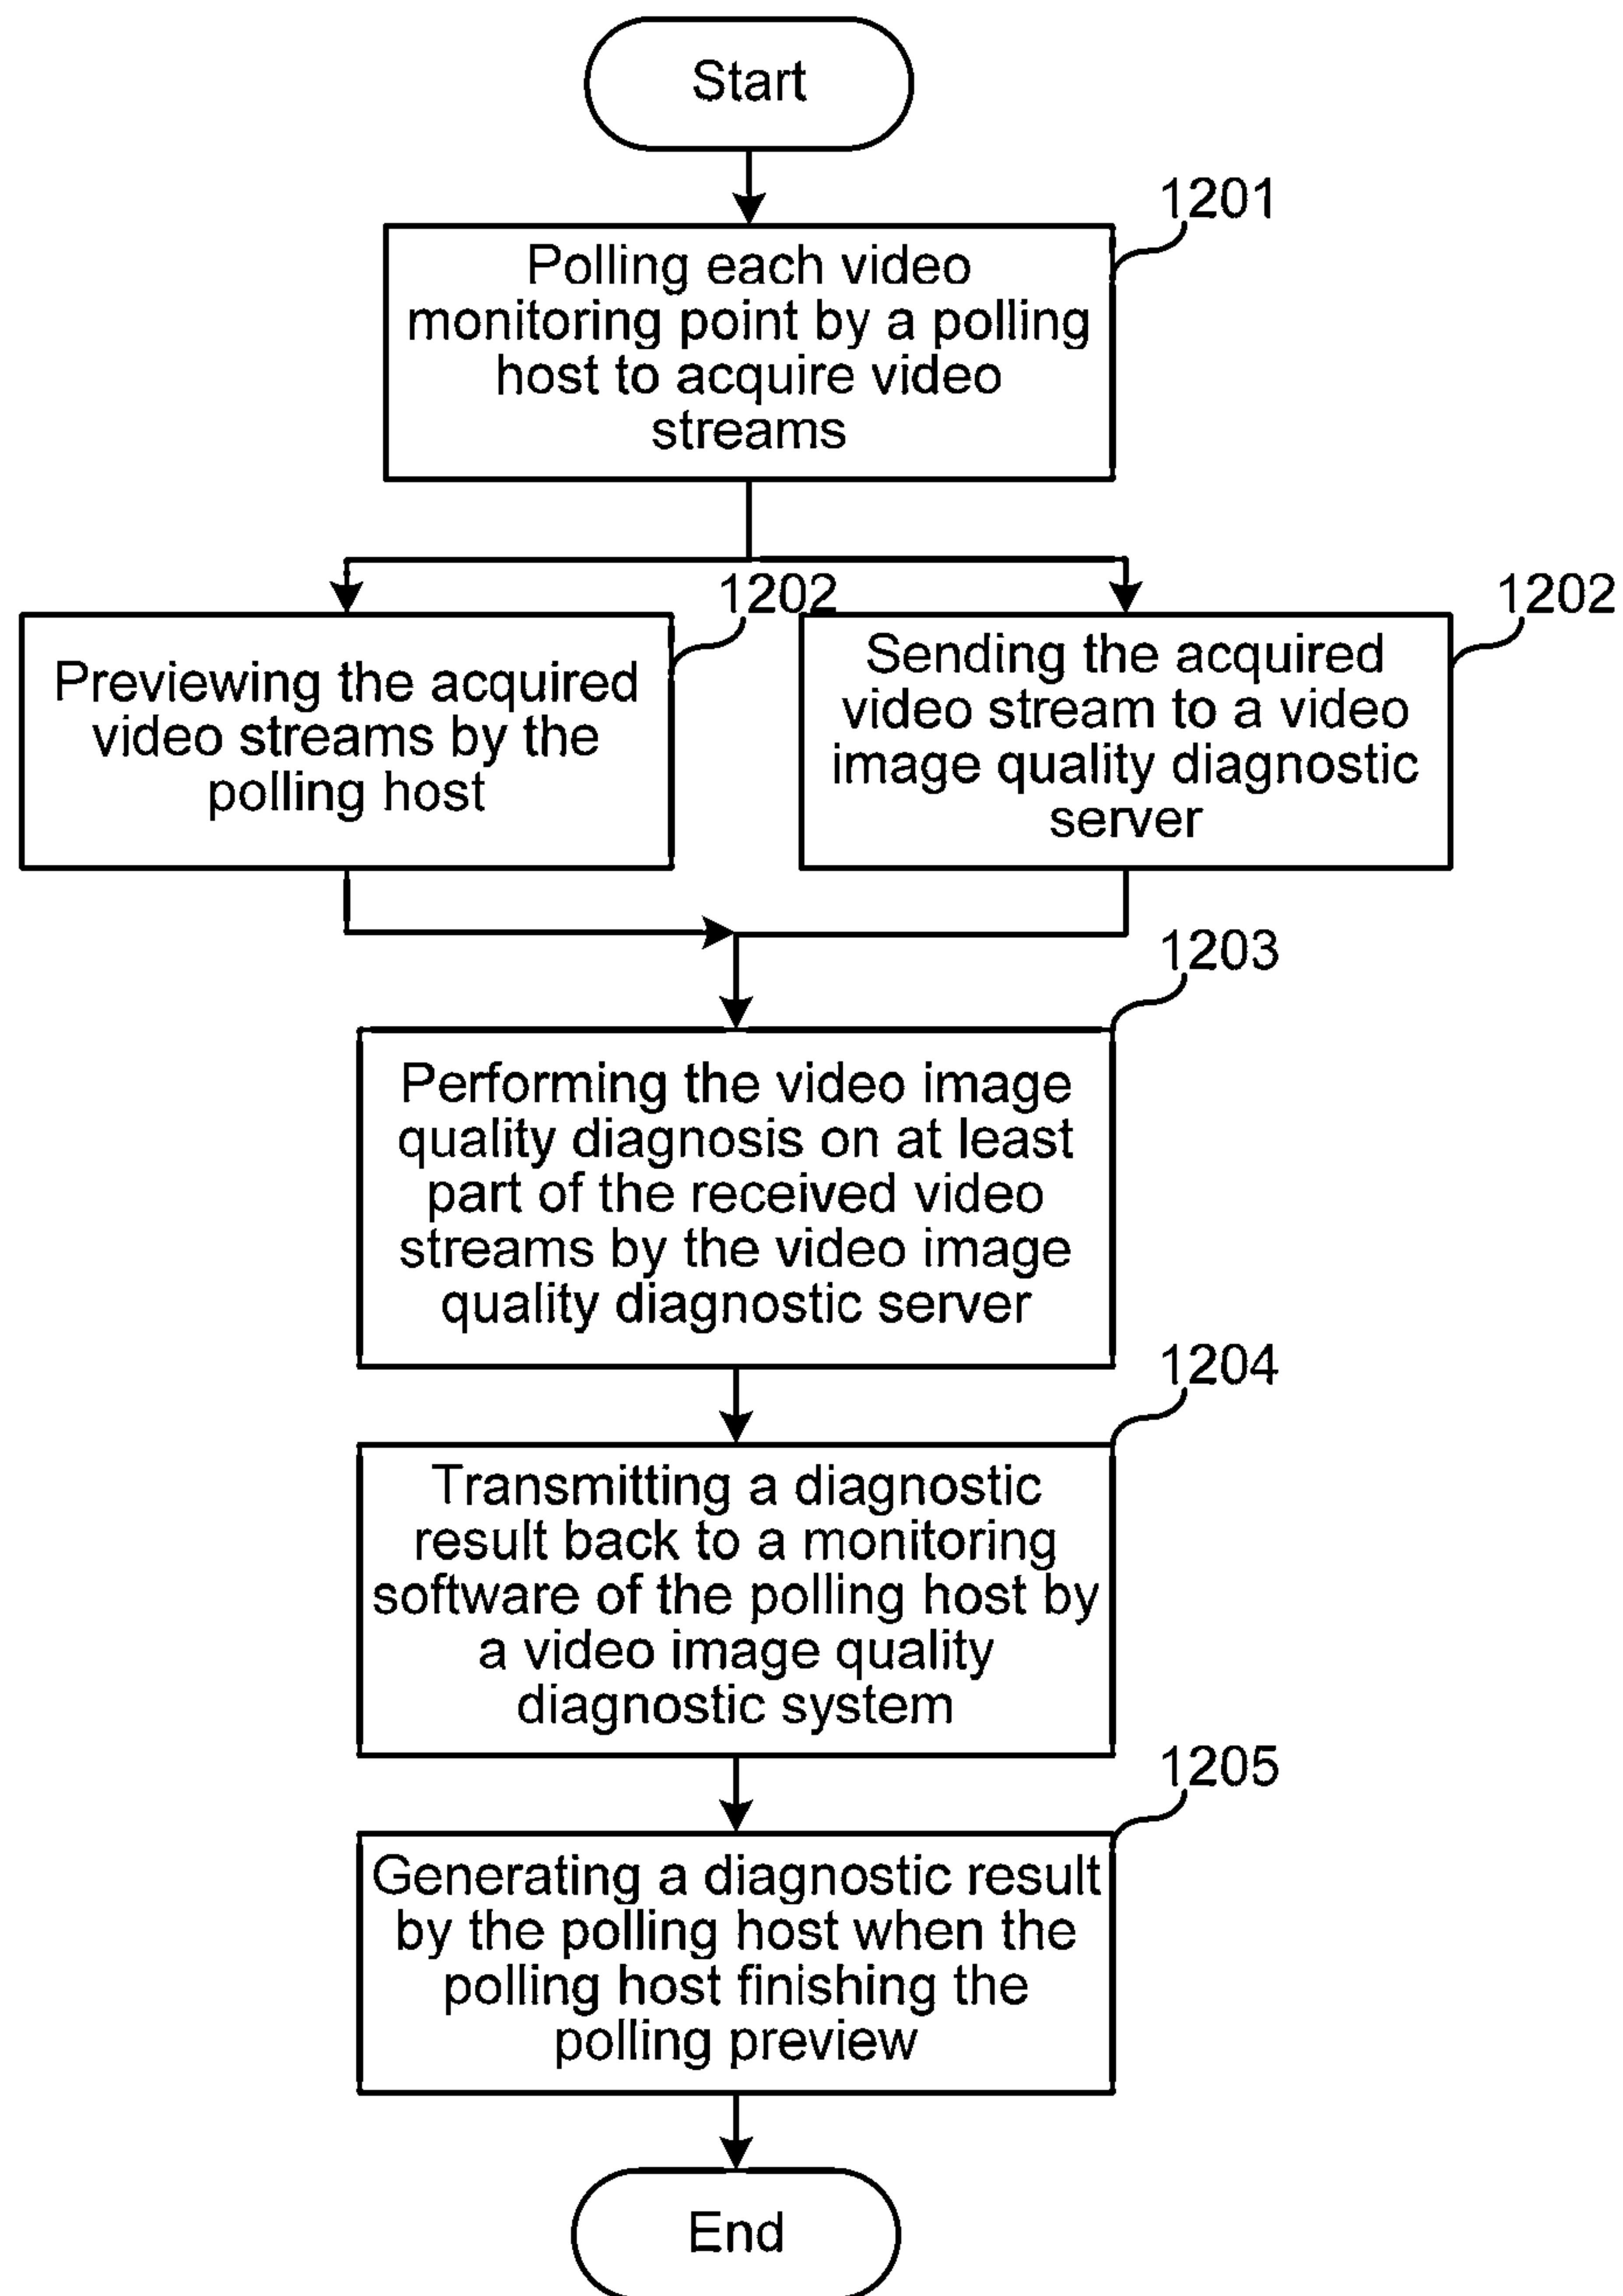 Start
1201
Polling each video
monitoring point by a polling
host to acquire video
streams
1202
Previewing the acquired
video streams by the
polling host
1202
Sending the acquired
video stream to a video
image quality diagnostic
server
1203
Performing the video image
quality diagnosis on at least
part of the received video
streams by the video image
quality diagnostic server
1204
Transmitting a diagnostic
result back to a monitoring
software of the polling host by
a video image quality
diagnostic system
1205
Generating a diagnostic result
by the polling host when the
polling host finishing the
polling preview
End